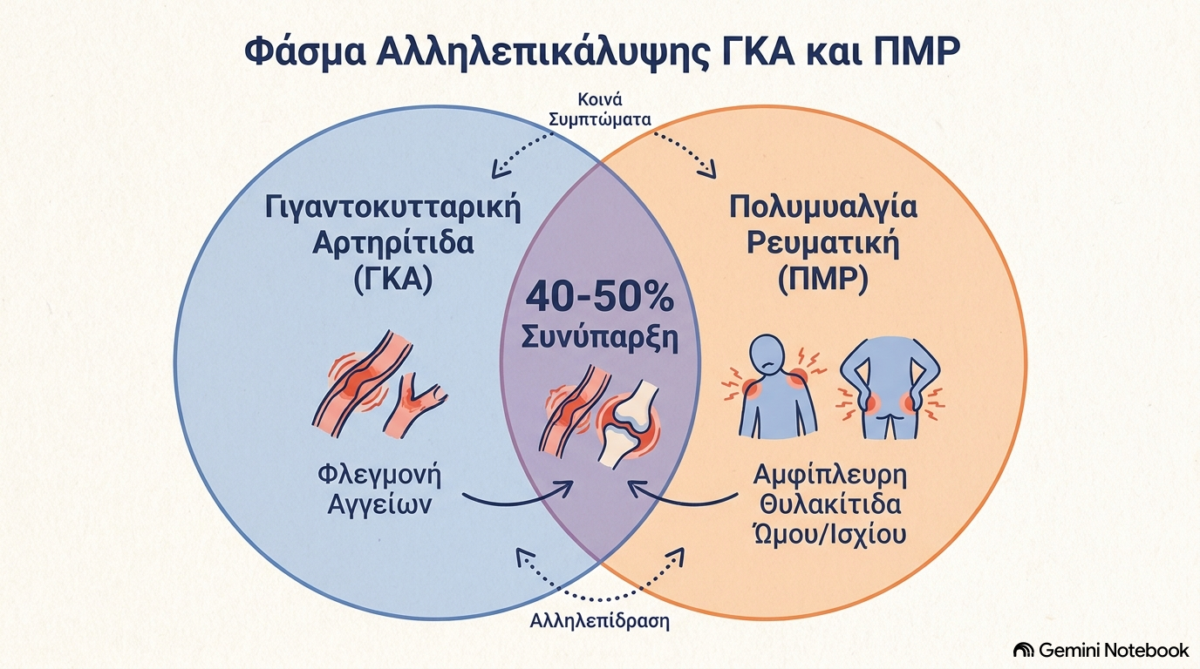 Φάσμα Αλληλεπικάλυψης ΓΚΑ και ΠΜΡ
Κοινά
Συμπτώματα
Γιγαντοκυτταρική
Αρτηρίτιδα
(ΓΚΑ)
40-50%
Συνύπαρξη
Πολυμυαλγία
Ρευματική
(ΠΜΡ)
Φλεγμονή
Αγγείων
Αμφίπλευρη
Θυλακίτιδα
Ώμου/Ισχίου
Αλληλεπίδραση
Gemini Notebook